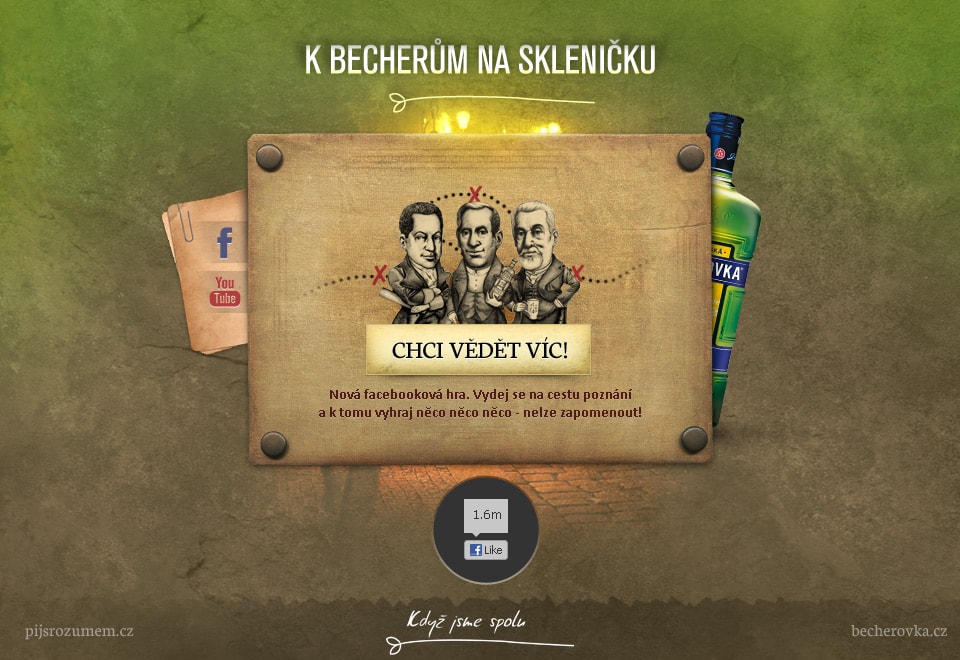 K BECHERŮM NA SKLENIČKU
f
You
Tube
OVKA
CHCI VĚDĚT VÍC!
Nová facebooková hra. Vydej se na cestu poznání
a k tomu vyhraj něco něco něco - nelze zapomenout!
1.6m
f Like
Když jsme spolu
pijsrozumem.cz
becherovka.cz